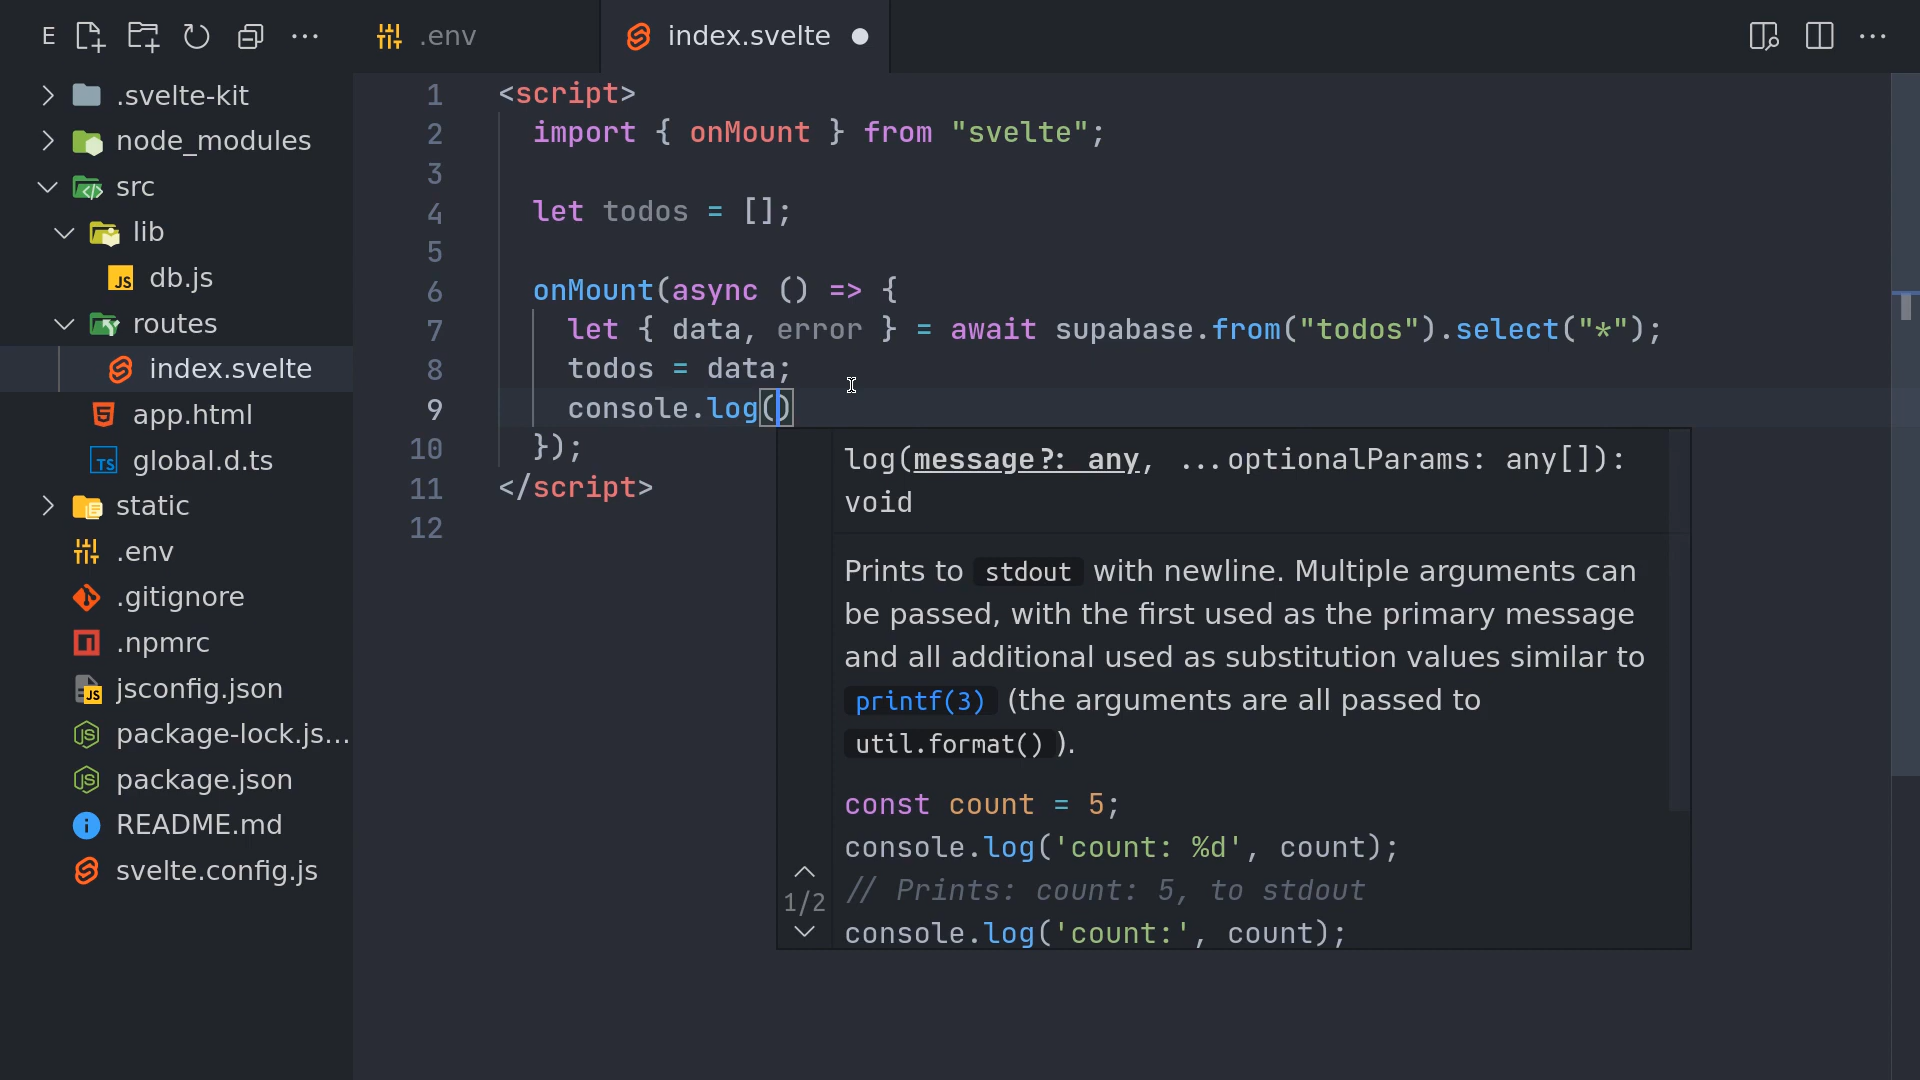 E
.env
index.svelte
.svelte-kit
node_modules
src
lib
db.js
routes
index.svelte
app.html
global.d.ts
static
.env
.gitignore
.npmrc
jsconfig.json
package-lock.js...
package.json
README.md
svelte.config.js
1 <script>
2 import { onMount } from "svelte";
3
4 let todos = [];
5
6 onMount(async () => {
7 let { data, error } = await supabase.from("todos").select("*");
8 todos = data;
9 console.log()
10 });
11 </script>
12
log(message?: any, ...optionalParams: any[]):
void
Prints to stdout with newline. Multiple arguments can
be passed, with the first used as the primary message
and all additional used as substitution values similar to
printf(3) (the arguments are all passed to
util.format() ).
const count = 5;
console.log('count: %d', count);
// Prints: count: 5, to stdout
console.log('count:', count);
1/2